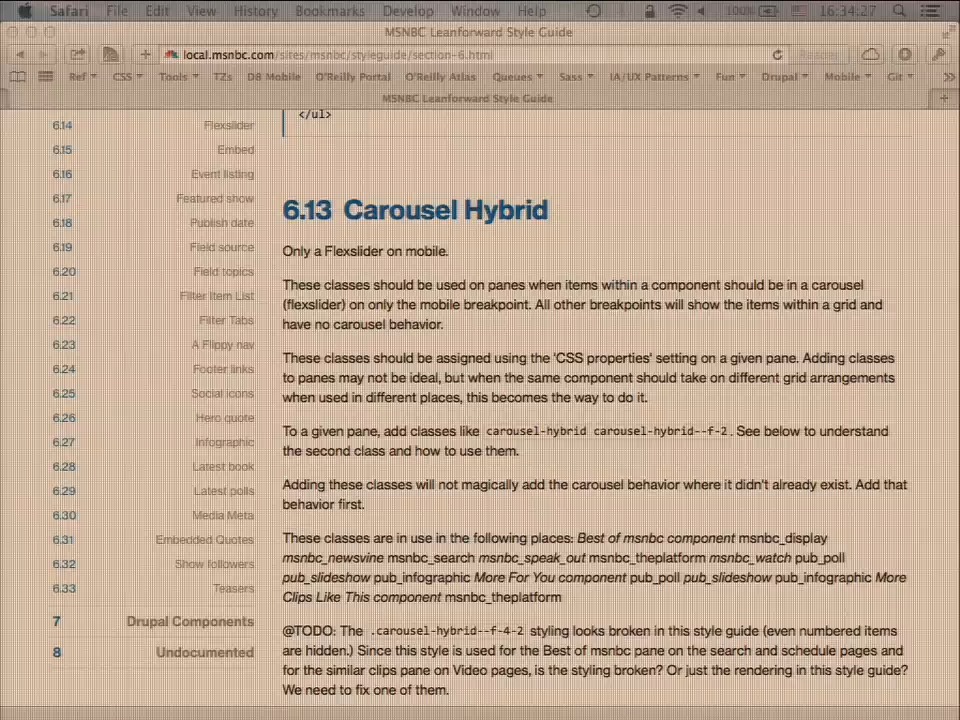 Safari File Edit View History Bookmarks Develop Window Help 100% 16:34:27
MSNBC Leanforward Style Guide
local.msnbc.com/sites/msnbc/styleguide/section-6.html Reader
Ref CSS Tools TZs D8 Mobile O'Reilly Portal O'Reilly Atlas Queues Sass IA/UX Patterns Fun Drupal Mobile Git
MSNBC Leanforward Style Guide
6.14 Flexslider
6.15 Embed
6.16 Event listing
6.17 Featured show
6.18 Publish date
6.19 Field source
6.20 Field topics
6.21 Filter Item List
6.22 Filter Tabs
6.23 A Flippy nav
6.24 Footer links
6.25 Social icons
6.26 Hero quote
6.27 Infographic
6.28 Latest book
6.29 Latest polls
6.30 Media Meta
6.31 Embedded Quotes
6.32 Show followers
6.33 Teasers
7 Drupal Components
8 Undocumented
</ul>
6.13 Carousel Hybrid
Only a Flexslider on mobile.
These classes should be used on panes when items within a component should be in a carousel
(flexslider) on only the mobile breakpoint. All other breakpoints will show the items within a grid and
have no carousel behavior.
These classes should be assigned using the 'CSS properties' setting on a given pane. Adding classes
to panes may not be ideal, but when the same component should take on different grid arrangements
when used in different places, this becomes the way to do it.
To a given pane, add classes like carousel-hybrid carousel-hybrid--f-2. See below to understand
the second class and how to use them.
Adding these classes will not magically add the carousel behavior where it didn't already exist. Add that
behavior first.
These classes are in use in the following places: Best of msnbc component msnbc_display
msnbc_newsvine msnbc_search msnbc_speak_out msnbc_theplatform msnbc_watch pub_poll
pub_slideshow pub_infographic More For You component pub_poll pub_slideshow pub_infographic More
Clips Like This component msnbc_theplatform
@TODO: The .carousel-hybrid--f-4-2 styling looks broken in this style guide (even numbered items
are hidden.) Since this style is used for the Best of msnbc pane on the search and schedule pages and
for the similar clips pane on Video pages, is the styling broken? Or just the rendering in this style guide?
We need to fix one of them.